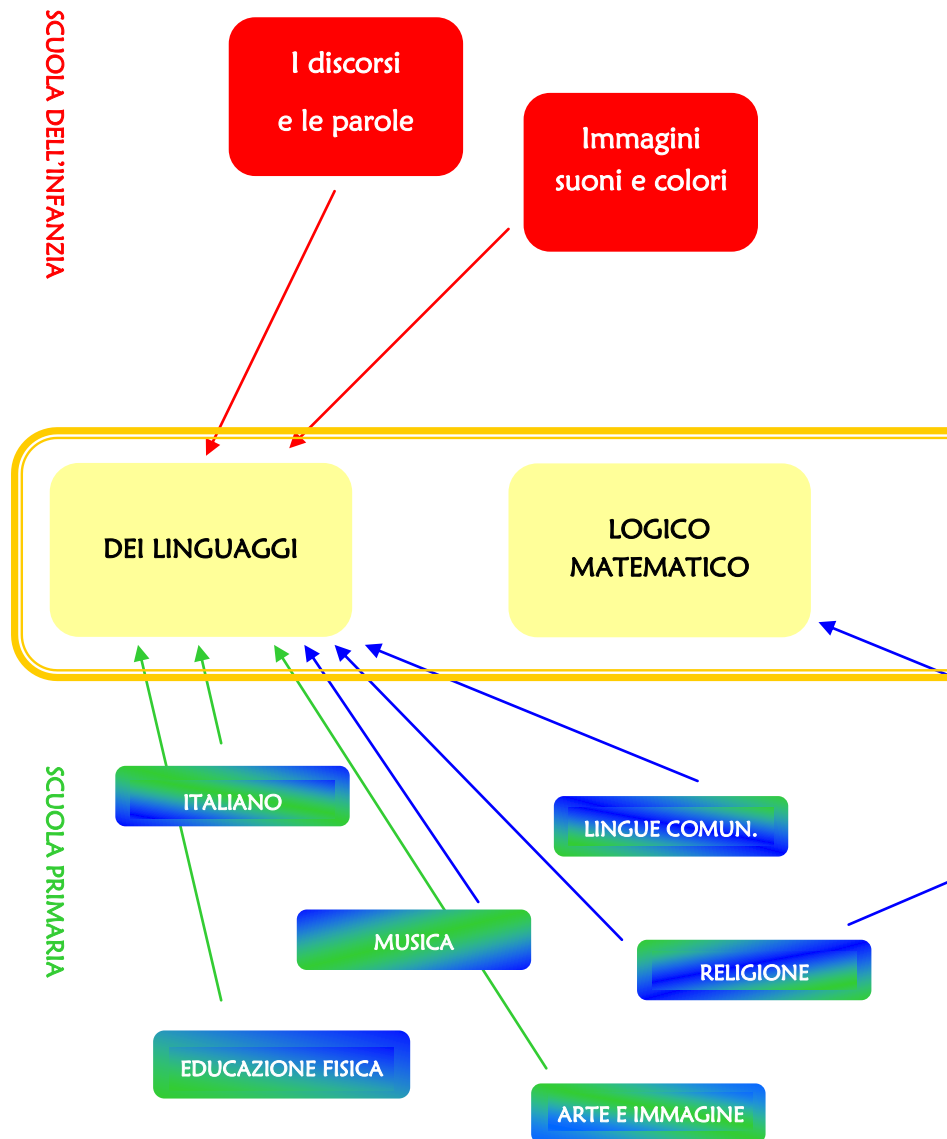 SCUOLA DELL'INFANZIA
I discorsi
e le parole
Immagini
suoni e colori
DEI LINGUAGGI
LOGICO
MATEMATICO
SCUOLA PRIMARIA
ITALIANO
LINGUE COMUN.
MUSICA
RELIGIONE
EDUCAZIONE FISICA
ARTE E IMMAGINE